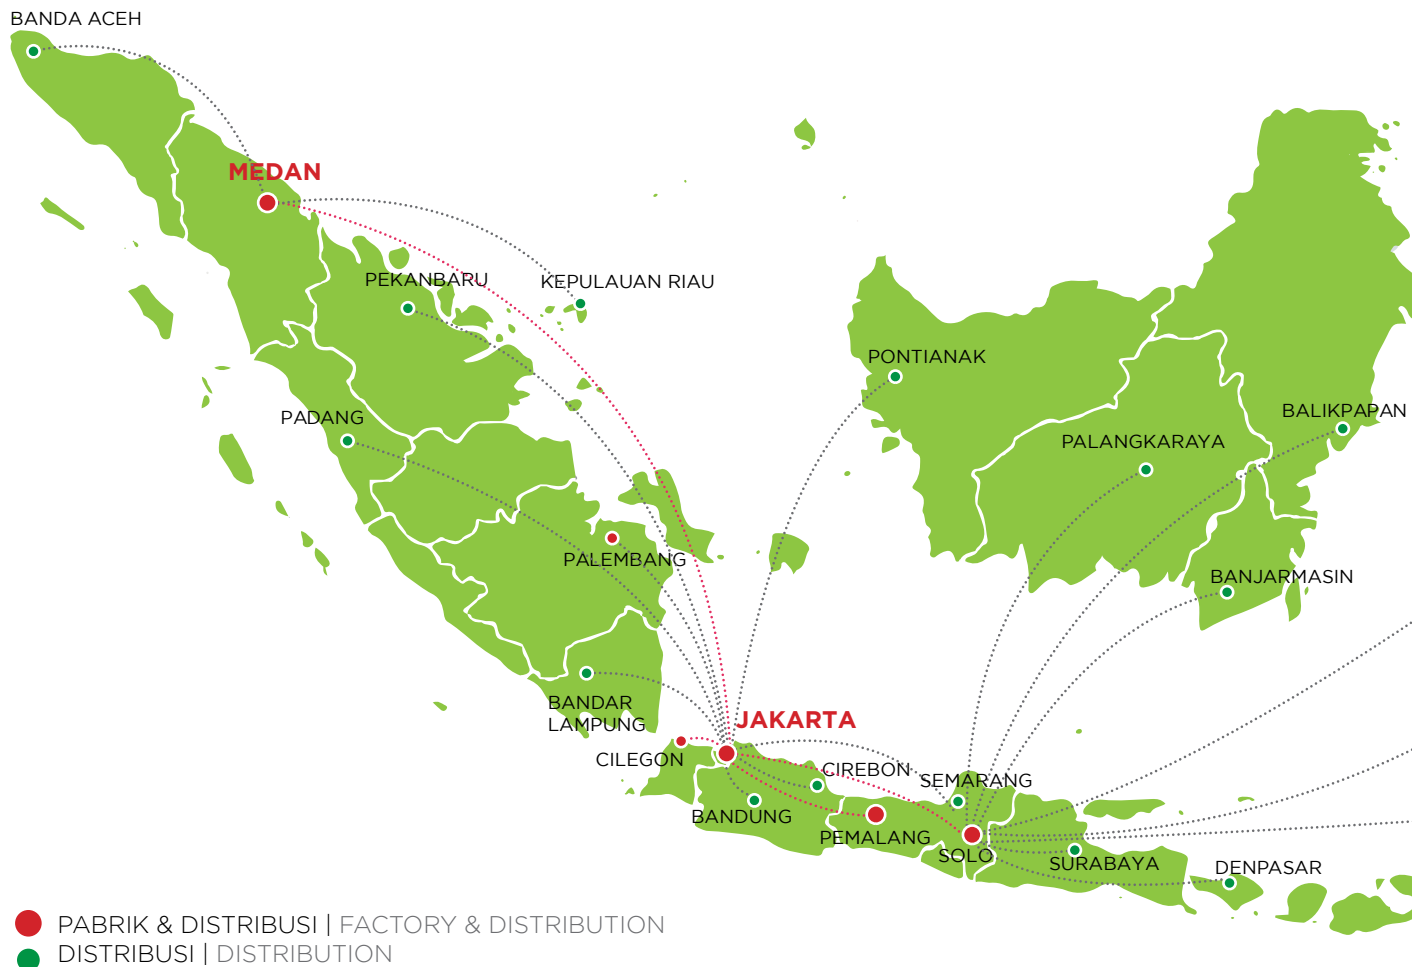 BANDA ACEH
MEDAN
PEKANBARU
KEPULAUAN RIAU
PONTIANAK
BALIKPAPAN
PADANG
PALANGKARAYA
PALEMBANG
BANJARMASIN
BANDAR
LAMPUNG
JAKARTA
CILEGON
CIREBON
SEMARANG
BANDUNG
PEMALANG
SOLO
SURABAYA
DENPASAR
PABRIK & DISTRIBUSI | FACTORY & DISTRIBUTION
DISTRIBUSI | DISTRIBUTION